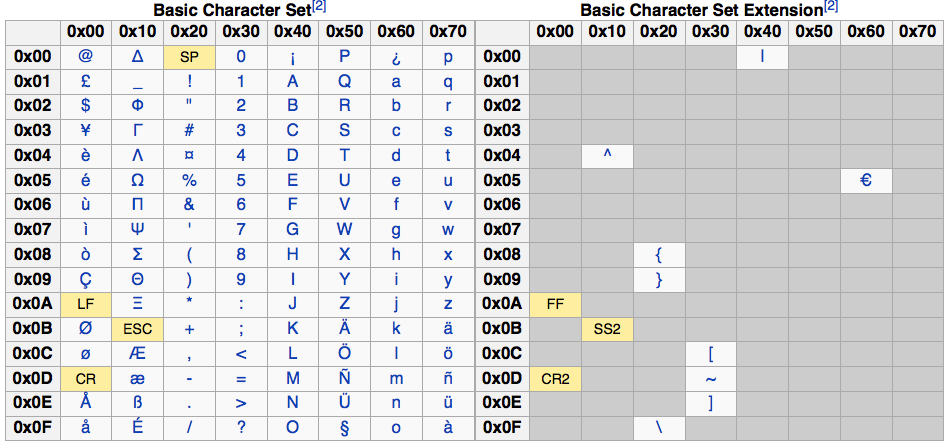 Basic Character Set[2] Basic Character Set Extension[2]
0x00 0x10 0x20 0x30 0x40 0x50 0x60 0x70 0x00 0x10 0x20 0x30 0x40 0x50 0x60 0x70
0x00 @ Δ SP 0 ¡ P ¿ p 0x00 |
0x01 £ _ ! 1 A Q a q 0x01
0x02 $ Φ " 2 B R b r 0x02
0x03 ¥ Γ # 3 C S c s 0x03
0x04 è Λ ¤ 4 D T d t 0x04 ^
0x05 é Ω % 5 E U e u 0x05 €
0x06 ù Π & 6 F V f v 0x06
0x07 ì Ψ ' 7 G W g w 0x07
0x08 ò Σ ( 8 H X h x 0x08 {
0x09 Ç Θ ) 9 I Y i y 0x09 }
0x0A LF Ξ * : J Z j z 0x0A FF
0x0B Ø ESC + ; K Ä k ä 0x0B SS2
0x0C ø Æ , < L Ö l ö 0x0C [
0x0D CR æ - = M Ñ m ñ 0x0D CR2 ~
0x0E Å ß . > N Ü n ü 0x0E ]
0x0F å É / ? O § o à 0x0F \